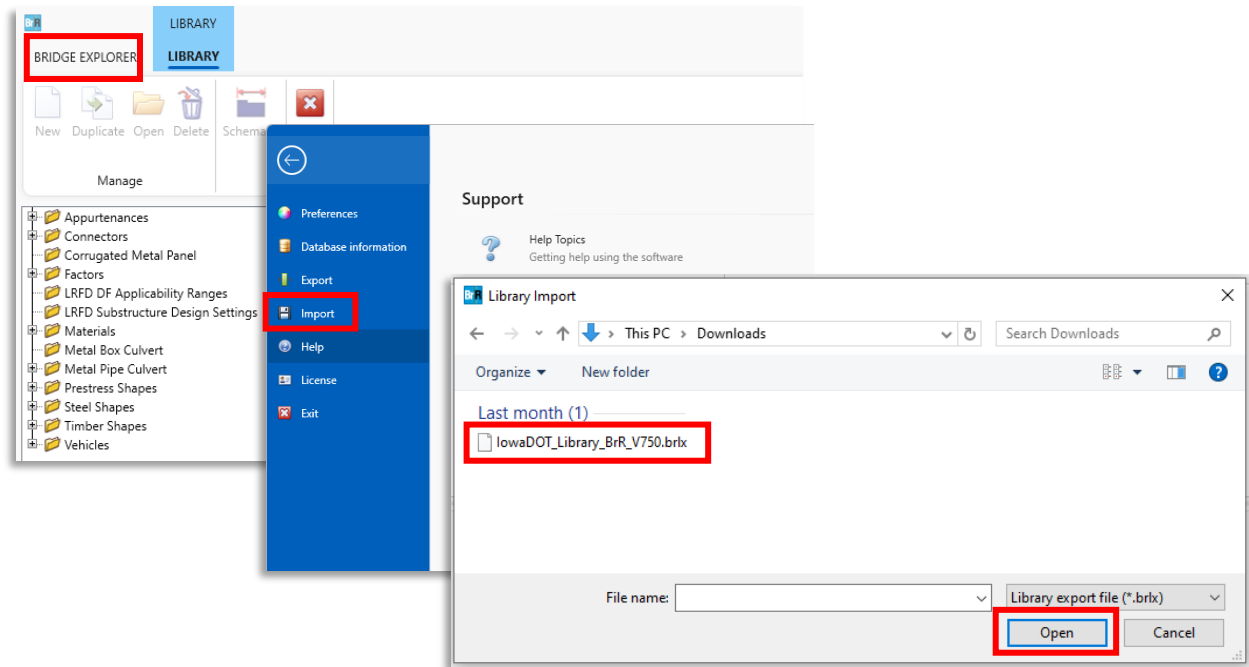 BrR
LIBRARY
BRIDGE EXPLORER
LIBRARY
New Duplicate Open Delete Schema
Manage
Appurtenances
Connectors
Corrugated Metal Panel
Factors
LRFD DF Applicability Ranges
LRFD Substructure Design Settings
Materials
Metal Box Culvert
Metal Pipe Culvert
Prestress Shapes
Steel Shapes
Timber Shapes
Vehicles
Preferences
Database information
Export
Import
Help
License
Exit
Support
Help Topics
Getting help using the software
BrR Library Import
This PC > Downloads
Search Downloads
Organize
New folder
Last month (1)
IowaDOT_Library_BrR_V750.brlx
File name:
Library export file (*.brlx)
Open
Cancel